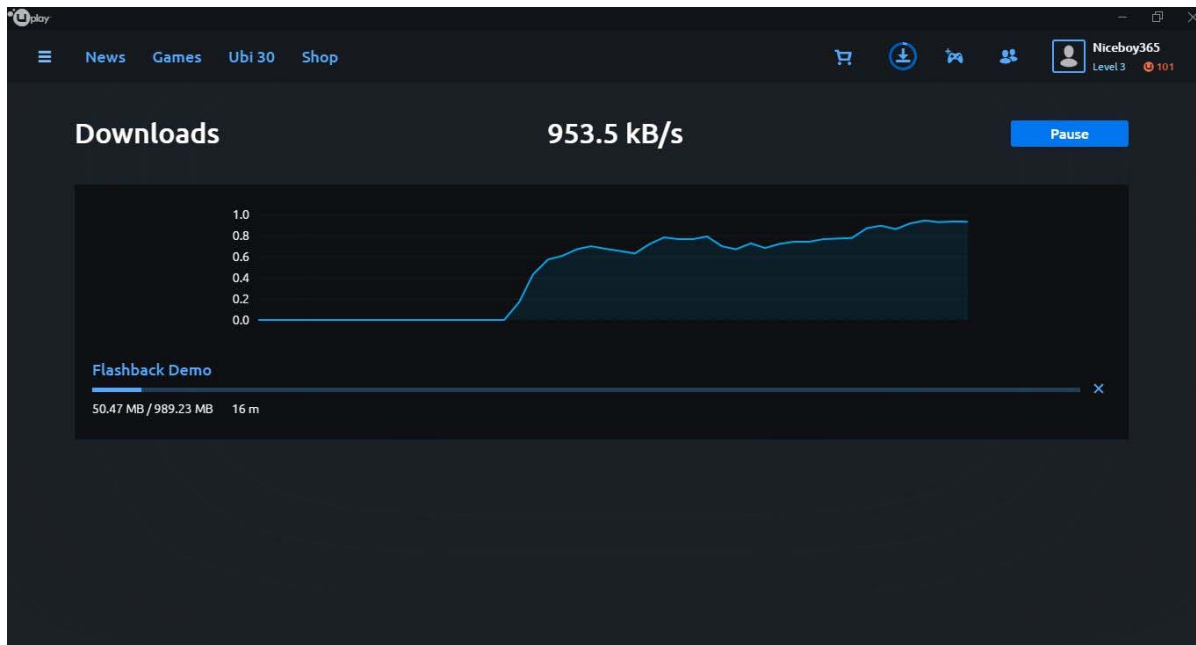 Uplay
News Games Ubi 30 Shop
Niceboy365
Level 3 101
Downloads 953.5 kB/s Pause
1.0
0.8
0.6
0.4
0.2
0.0
Flashback Demo
50.47 MB / 989.23 MB 16 m